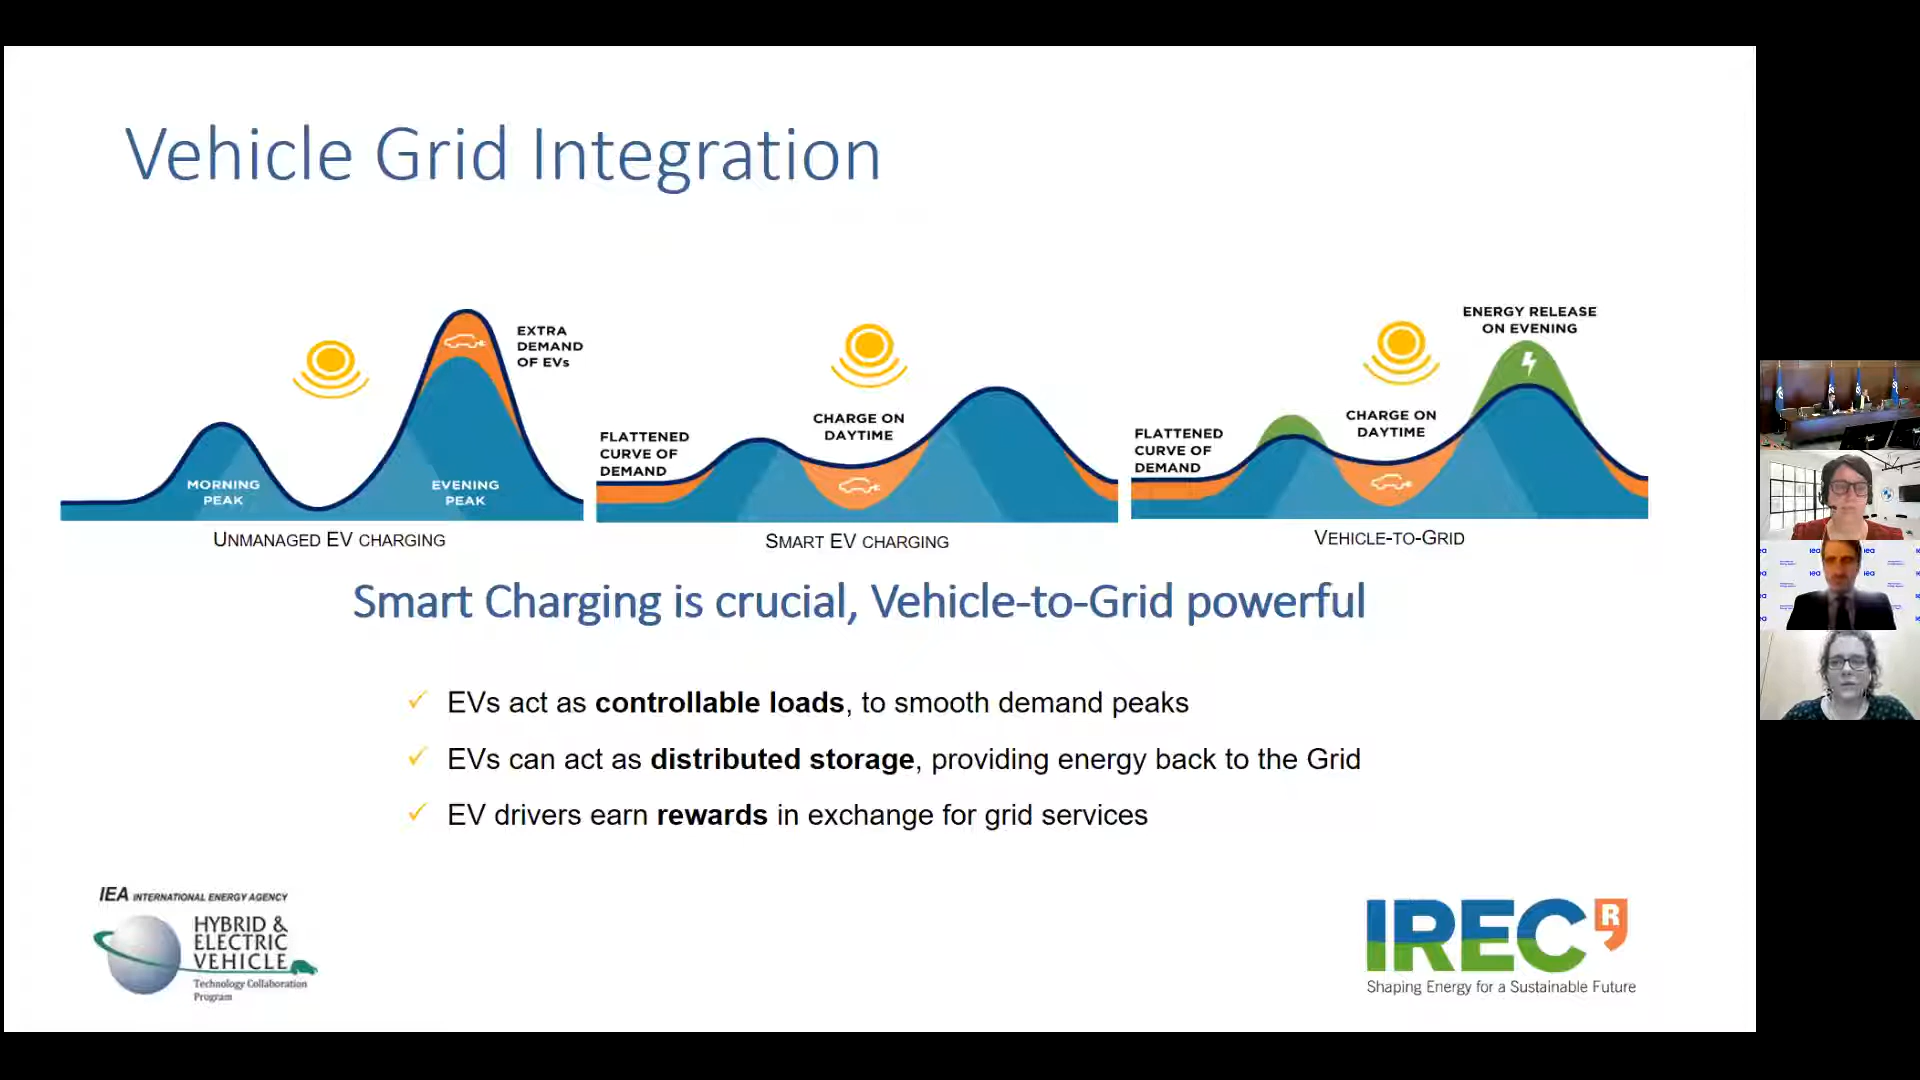 Vehicle Grid Integration
EXTRA
DEMAND
OF EVs
MORNING
PEAK
EVENING
PEAK
UNMANAGED EV CHARGING
FLATTENED
CURVE OF
DEMAND
CHARGE ON
DAYTIME
SMART EV CHARGING
ENERGY RELEASE
ON EVENING
FLATTENED
CURVE OF
DEMAND
CHARGE ON
DAYTIME
VEHICLE-TO-GRID
Smart Charging is crucial, Vehicle-to-Grid powerful
✓ EVs act as controllable loads, to smooth demand peaks
✓ EVs can act as distributed storage, providing energy back to the Grid
✓ EV drivers earn rewards in exchange for grid services
IEA INTERNATIONAL ENERGY AGENCY
HYBRID &
ELECTRIC
VEHICLE
Technology Collaboration
Program
IREC R
Shaping Energy for a Sustainable Future
iea
iea
iea
iea